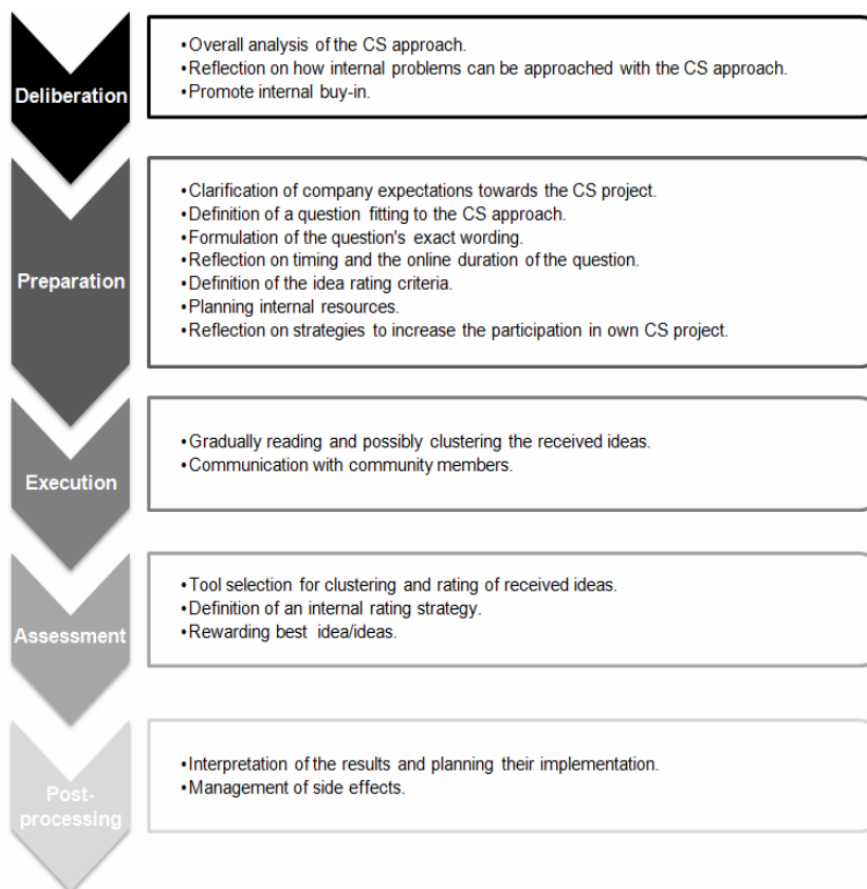 Deliberation
•Overall analysis of the CS approach.
•Reflection on how internal problems can be approached with the CS approach.
•Promote internal buy-in.
Preparation
•Clarification of company expectations towards the CS project.
•Definition of a question fitting to the CS approach.
•Formulation of the question's exact wording.
•Reflection on timing and the online duration of the question.
•Definition of the idea rating criteria.
•Planning internal resources.
•Reflection on strategies to increase the participation in own CS project.
Execution
•Gradually reading and possibly clustering the received ideas.
•Communication with community members.
Assessment
•Tool selection for clustering and rating of received ideas.
•Definition of an internal rating strategy.
•Rewarding best idea/ideas.
Post-
processing
•Interpretation of the results and planning their implementation.
•Management of side effects.